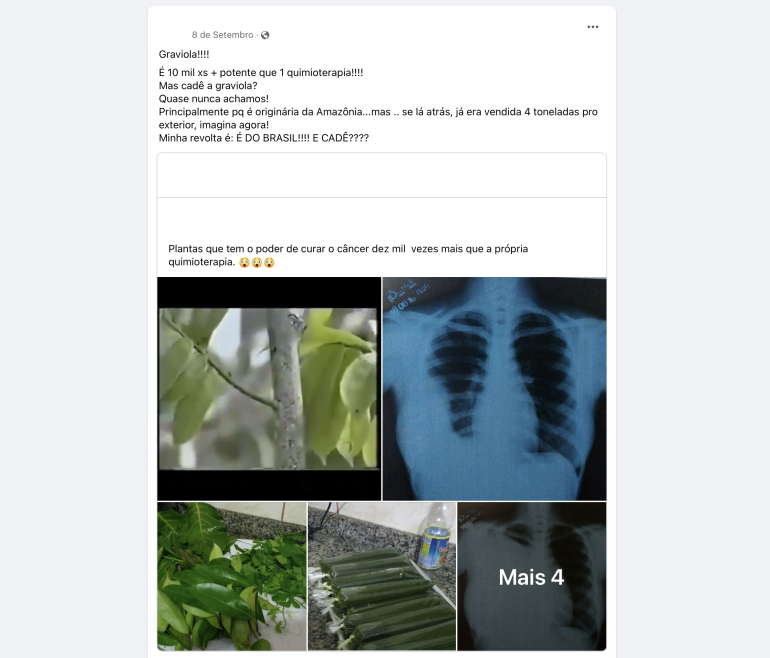 8 de Setembro ·
Graviola!!!!
É 10 mil xs + potente que 1 quimioterapia!!!!
Mas cadê a graviola?
Quase nunca achamos!
Principalmente pq é originária da Amazônia...mas .. se lá atrás, já era vendida 4 toneladas pro
exterior, imagina agora!
Minha revolta é: É DO BRASIL!!!! E CADÊ????
Plantas que tem o poder de curar o câncer dez mil  vezes mais que a própria
quimioterapia. 😨😨😨
Mais 4